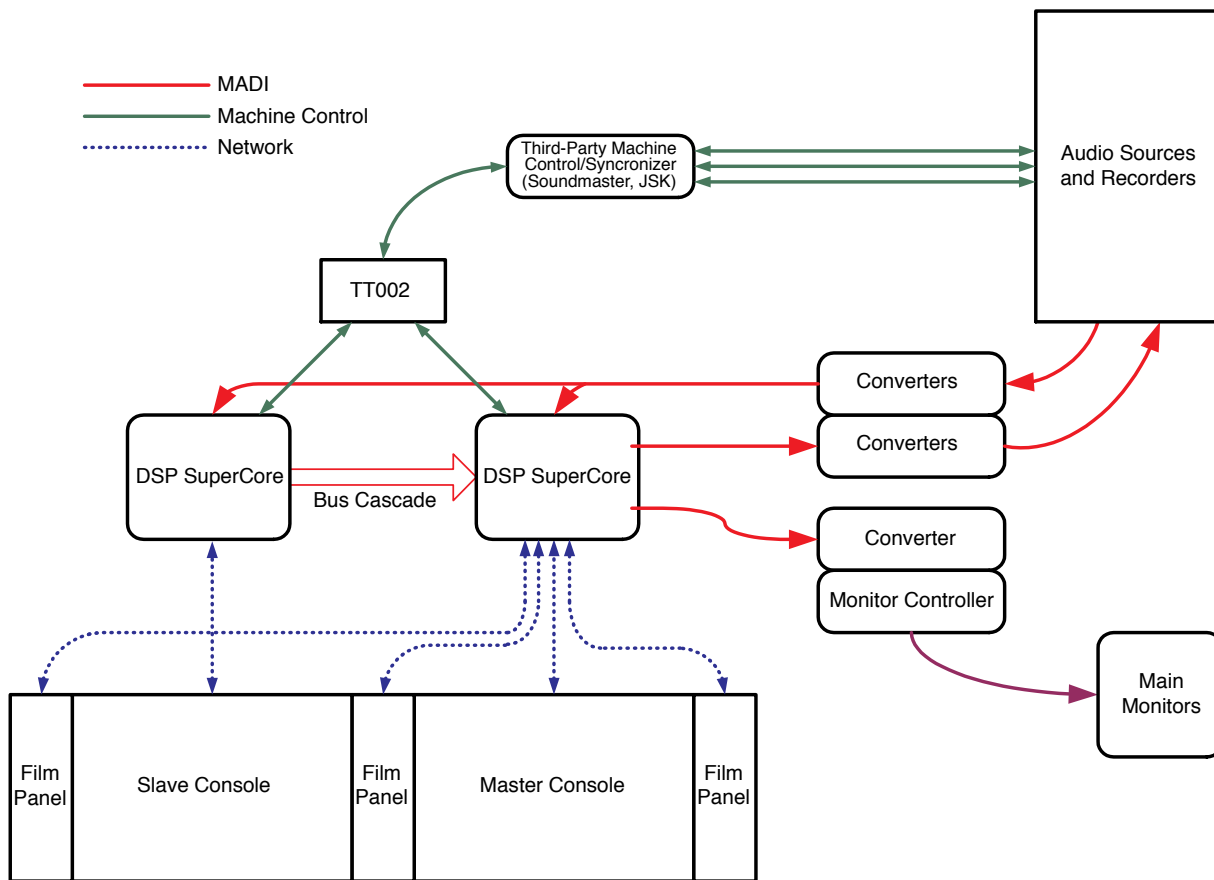 MADI
Machine Control
Network
Third-Party Machine
Control/Syncronizer
(Soundmaster, JSK)
Audio Sources
and Recorders
TT002
Converters
Converters
DSP SuperCore
Bus Cascade
DSP SuperCore
Converter
Monitor Controller
Main
Monitors
Film
Panel
Slave Console
Film
Panel
Master Console
Film
Panel